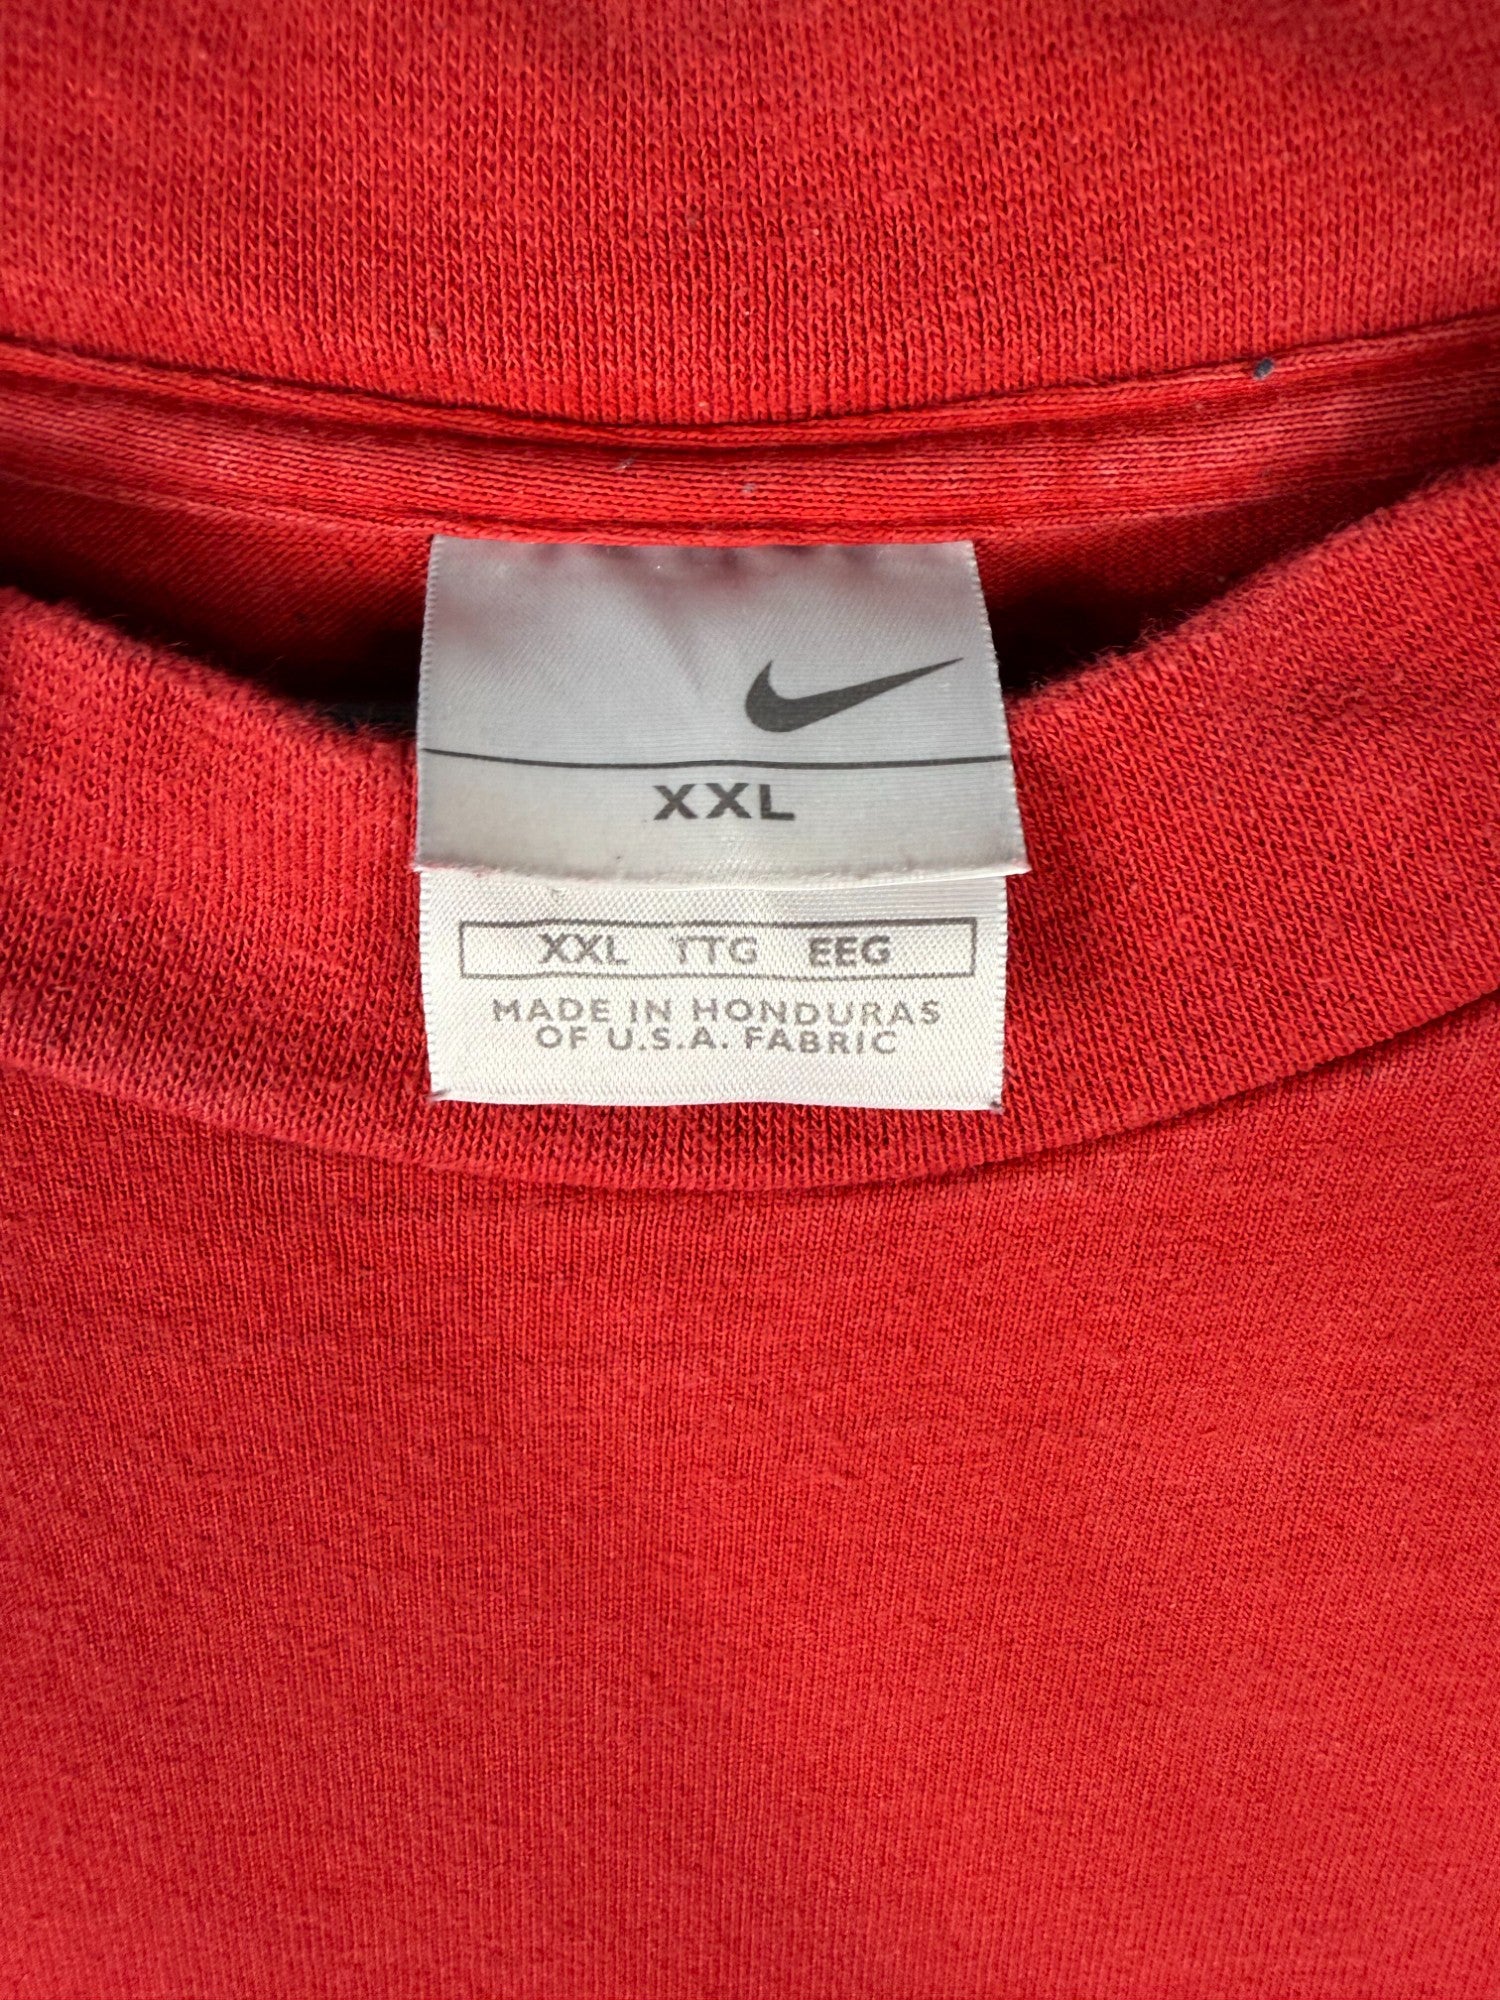 XXL
XXL TTG EEG
MADE IN HONDURAS
OF U.S.A. FABRIC